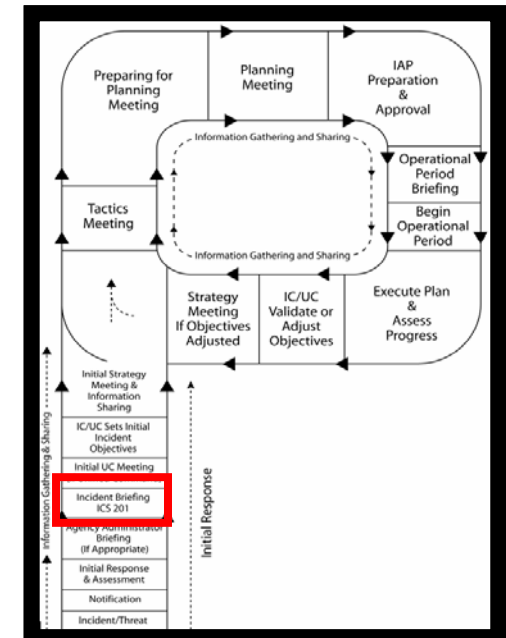 Preparing for
Planning
Meeting
Planning
Meeting
IAP
Preparation
&
Approval
Information Gathering and Sharing
Operational
Period
Briefing
Begin
Operational
Period
Tactics
Meeting
Information Gathering and Sharing
Strategy
Meeting
If Objectives
Adjusted
IC/UC
Validate or
Adjust
Objectives
Execute Plan
&
Assess
Progress
Initial Strategy
Meeting &
Information
Sharing
IC/UC Sets Initial
Incident
Objectives
Initial UC Meeting
Incident Briefing
ICS 201
Agency Administrator
Briefing
(If Appropriate)
Initial Response
& Assessment
Notification
Incident/Threat
Information Gathering & Sharing
Initial Response